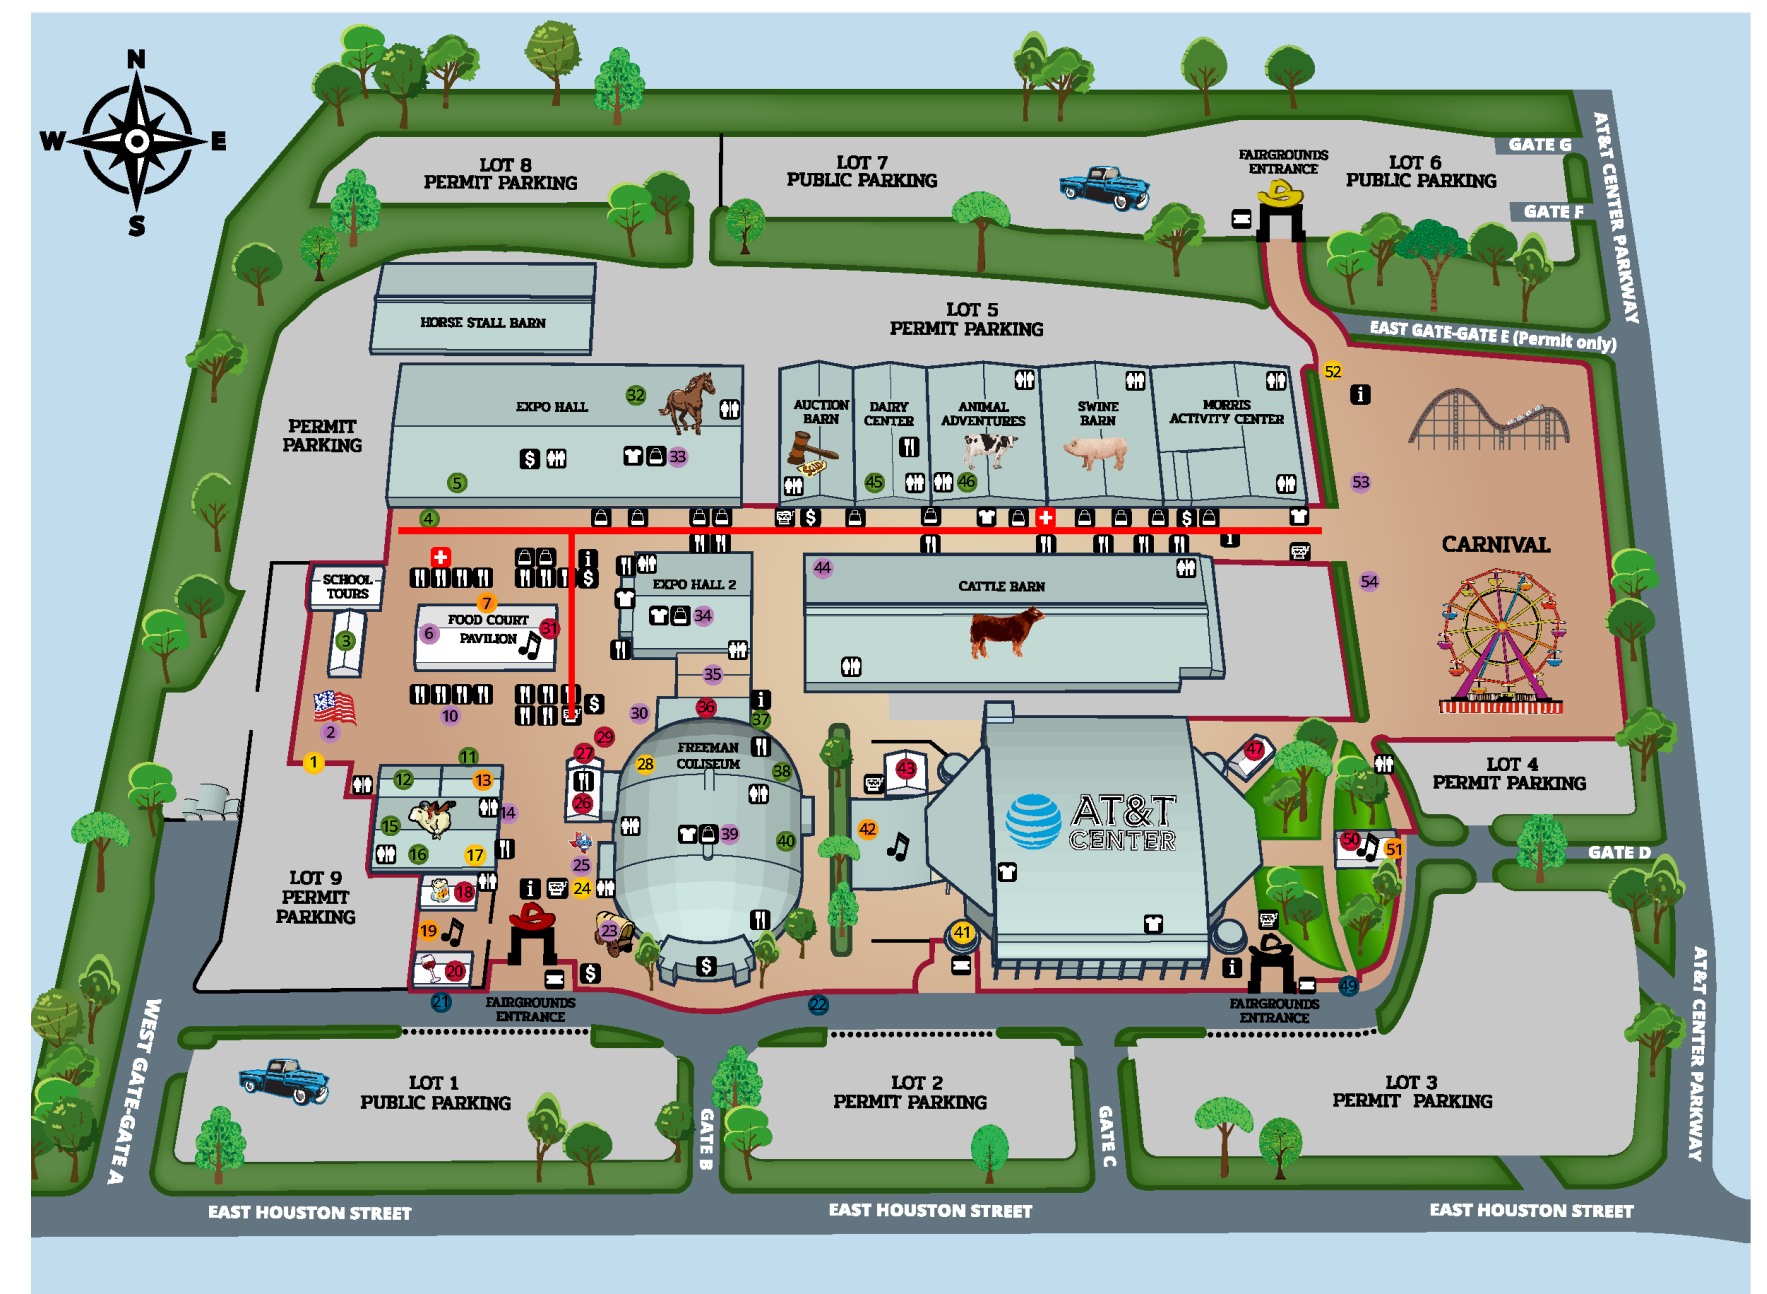 N
W
E
S
LOT 8
PERMIT PARKING
LOT 7
PUBLIC PARKING
FAIRGROUNDS
ENTRANCE
LOT 6
PUBLIC PARKING
GATE G
GATE F
AT&T CENTER PARKWAY
HORSE STALL BARN
LOT 5
PERMIT PARKING
EAST GATE-GATE E (Permit only)
PERMIT
PARKING
EXPO HALL
32
33
5
4
AUCTION
BARN
SOLD
DAIRY
CENTER
45
ANIMAL
ADVENTURES
46
SWINE
BARN
MORRIS
ACTIVITY CENTER
52
53
54
CARNIVAL
SCHOOL
TOURS
3
7
FOOD COURT
PAVILION
6
31
EXPO HALL 2
34
35
36
37
44
CATTLE BARN
2
1
10
30
29
27
26
28
FREEMAN
COLISEUM
38
39
40
11
12
13
14
15
16
17
18
19
20
21
25
24
23
22
43
42
41
AT&T
CENTER
47
50
51
49
LOT 4
PERMIT PARKING
GATE D
LOT 9
PERMIT
PARKING
FAIRGROUNDS
ENTRANCE
FAIRGROUNDS
ENTRANCE
WEST GATE-GATE A
LOT 1
PUBLIC PARKING
GATE B
LOT 2
PERMIT PARKING
GATE C
LOT 3
PERMIT PARKING
AT&T CENTER PARKWAY
EAST HOUSTON STREET
EAST HOUSTON STREET
EAST HOUSTON STREET